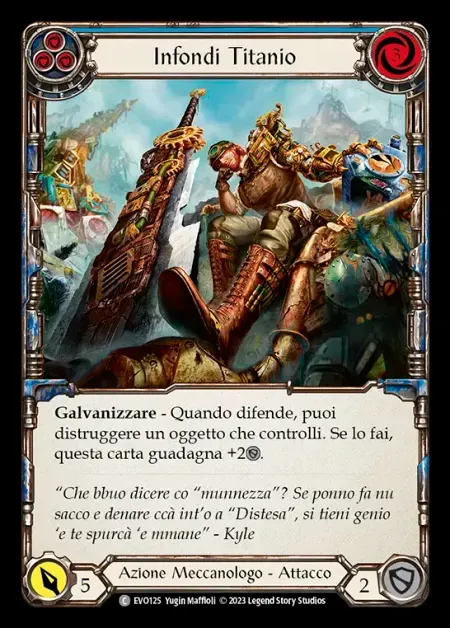 3
Infondi Titanio
Galvanizzare - Quando difende, puoi
distruggere un oggetto che controlli. Se lo fai,
questa carta guadagna +2.
“Che bbuo dicere co “munnezza”? Se ponno fa nu
sacco e denare ccà int’o a “Distesa”, si tieni genio
‘e te spurcà ‘e mmane” - Kyle
5
Azione Meccanologo - Attacco
2
C EVO125 Yugin Maffioli © 2023 Legend Story Studios